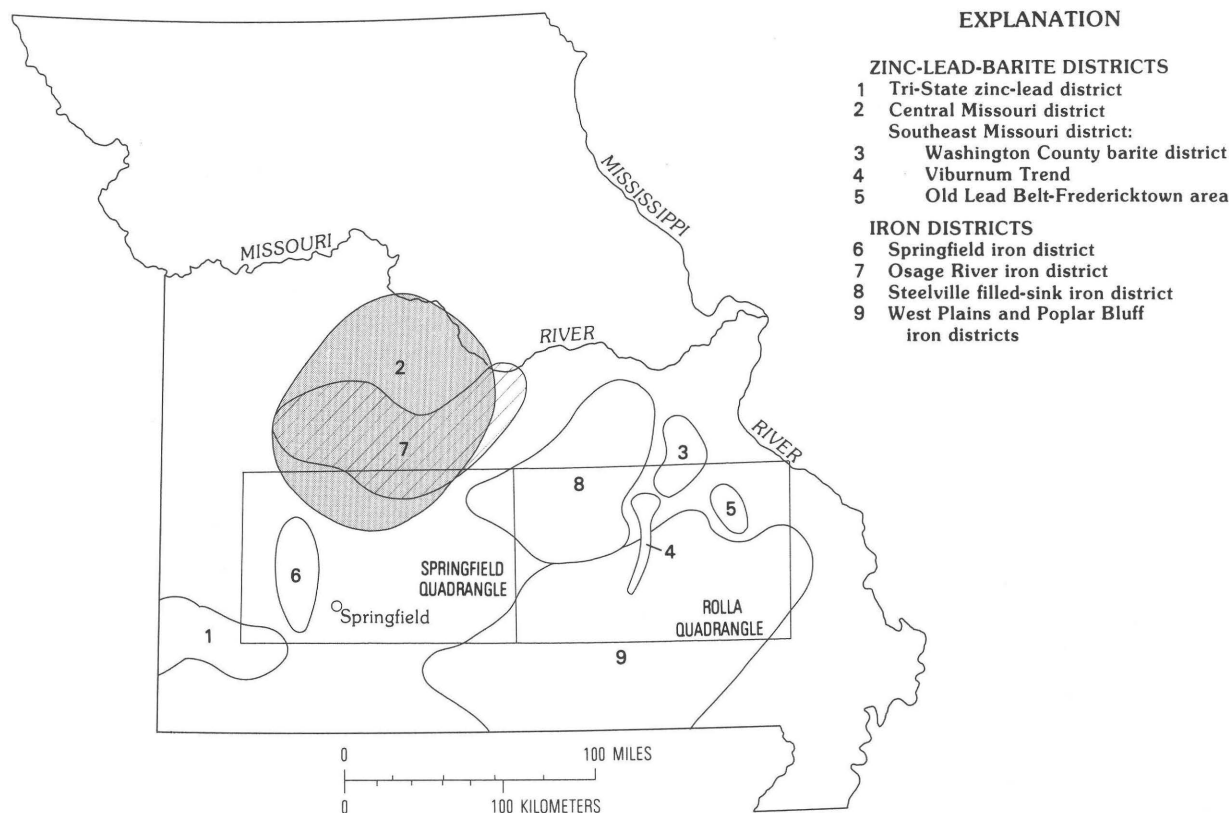 EXPLANATION
ZINC-LEAD-BARITE DISTRICTS
1 Tri-State zinc-lead district
2 Central Missouri district
Southeast Missouri district:
3 Washington County barite district
4 Viburnum Trend
5 Old Lead Belt-Fredericktown area
IRON DISTRICTS
6 Springfield iron district
7 Osage River iron district
8 Steelville filled-sink iron district
9 West Plains and Poplar Bluff
iron districts
MISSISSIPPI
MISSOURI
RIVER
2
7
RIVER
3
8
5
4
6
SPRINGFIELD
QUADRANGLE
Springfield
ROLLA
QUADRANGLE
1
9
0 100 MILES
0 100 KILOMETERS